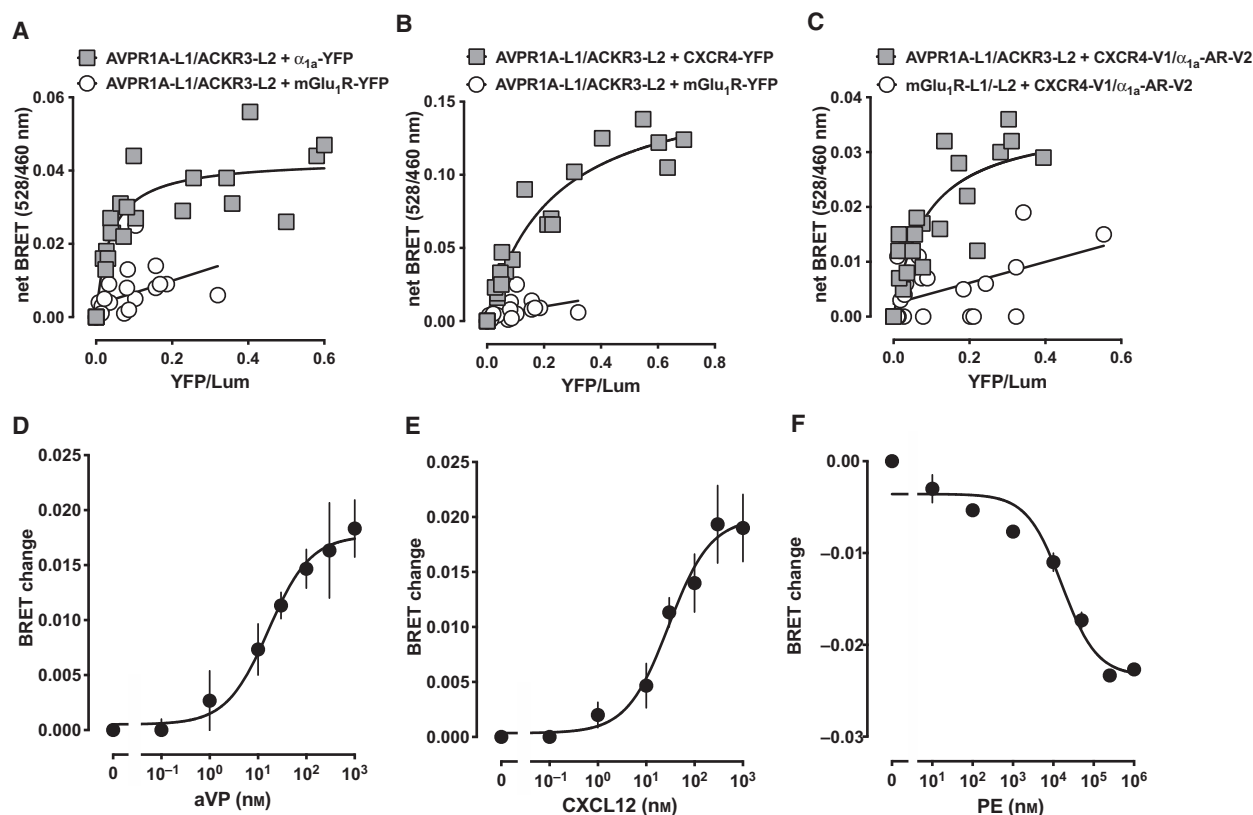 A
AVPR1A-L1/ACKR3-L2 + α1a-YFP
AVPR1A-L1/ACKR3-L2 + mGlu1R-YFP
net BRET (528/460 nm)
0.06
0.04
0.02
0.00
0.0 0.2 0.4 0.6
YFP/Lum
B
AVPR1A-L1/ACKR3-L2 + CXCR4-YFP
AVPR1A-L1/ACKR3-L2 + mGlu1R-YFP
net BRET (528/460 nm)
0.15
0.10
0.05
0.00
0.0 0.2 0.4 0.6 0.8
YFP/Lum
C
AVPR1A-L1/ACKR3-L2 + CXCR4-V1/α1a-AR-V2
mGlu1R-L1/-L2 + CXCR4-V1/α1a-AR-V2
net BRET (528/460 nm)
0.04
0.03
0.02
0.01
0.00
0.0 0.2 0.4 0.6
YFP/Lum
D
BRET change
0.025
0.020
0.015
0.010
0.005
0.000
0 10⁻¹ 10⁰ 10¹ 10² 10³
aVP (nM)
E
BRET change
0.025
0.020
0.015
0.010
0.005
0.000
0 10⁻¹ 10⁰ 10¹ 10² 10³
CXCL12 (nM)
F
BRET change
0.00
−0.01
−0.02
−0.03
0 10¹ 10² 10³ 10⁴ 10⁵ 10⁶
PE (nM)